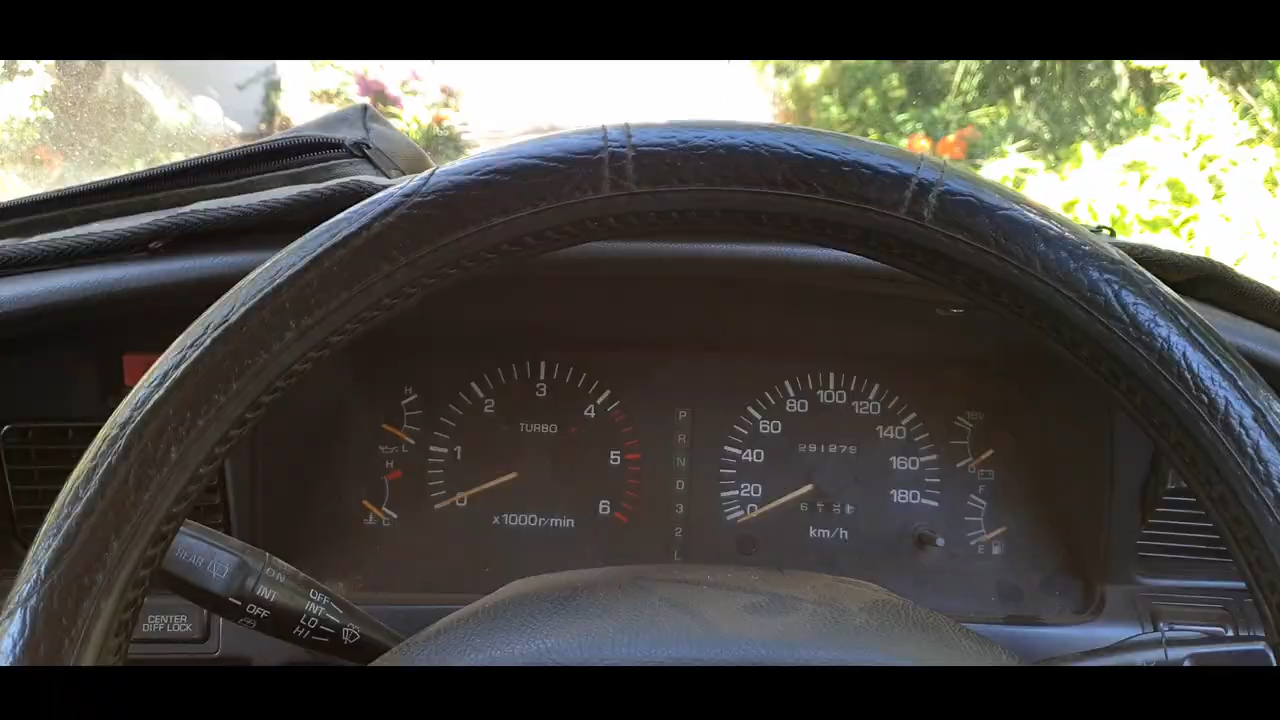 H
L
H
C
0
1
2
3
4
5
6
TURBO
x1000r/min
P
R
N
D
3
2
L
0
20
40
60
80
100
120
140
160
180
291279
km/h
16V
F
E
REAR
ON
INT
OFF
OFF
INT
LO
HI
CENTER
DIFF LOCK